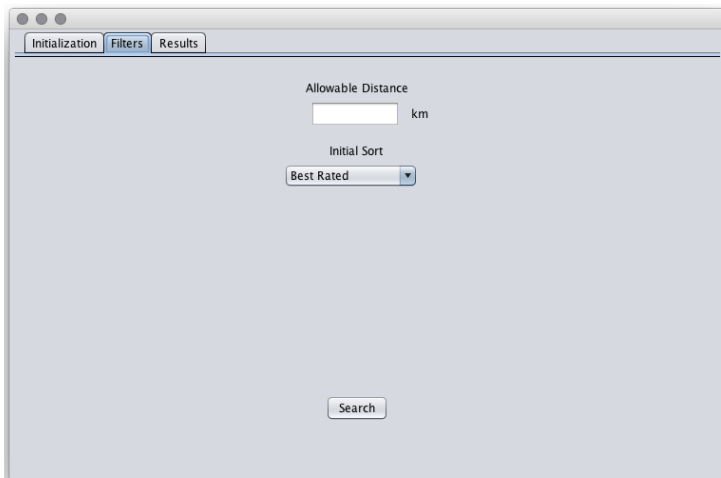 Initialization Filters Results
Allowable Distance
km
Initial Sort
Best Rated
Search